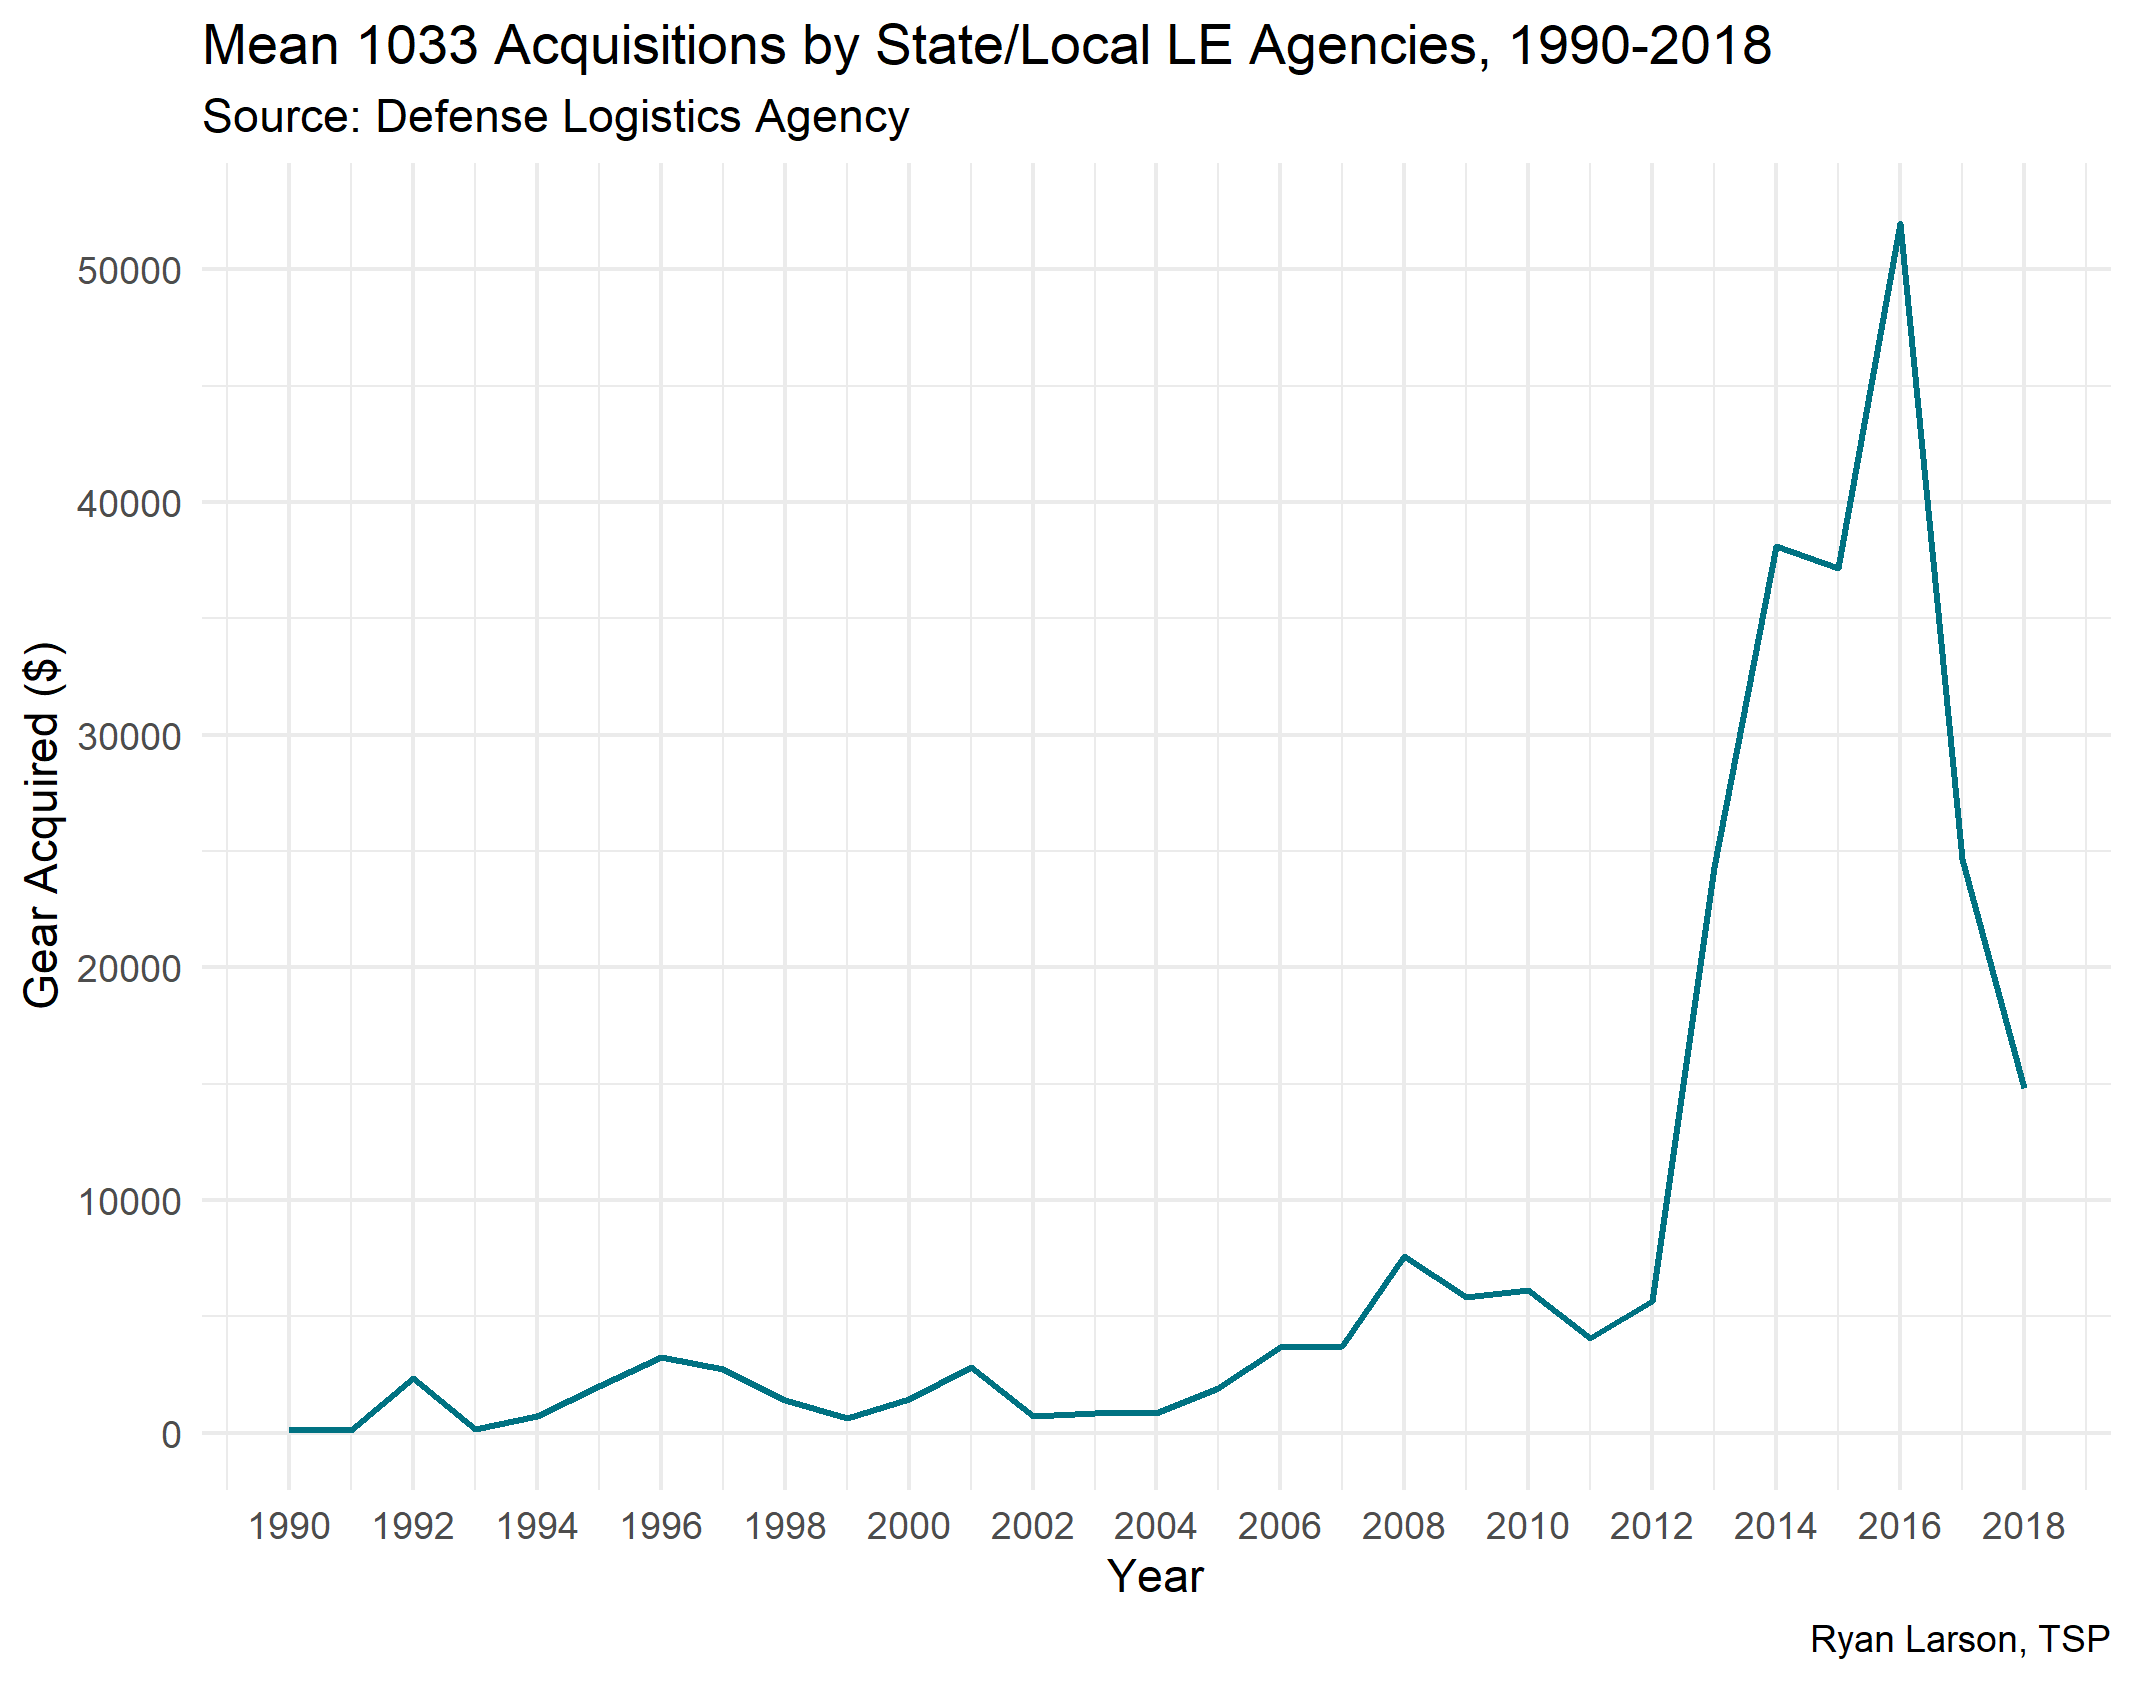 Mean 1033 Acquisitions by State/Local LE Agencies, 1990-2018
Source: Defense Logistics Agency
Gear Acquired ($)
50000
40000
30000
20000
10000
0
1990 1992 1994 1996 1998 2000 2002 2004 2006 2008 2010 2012 2014 2016 2018
Year
Ryan Larson, TSP